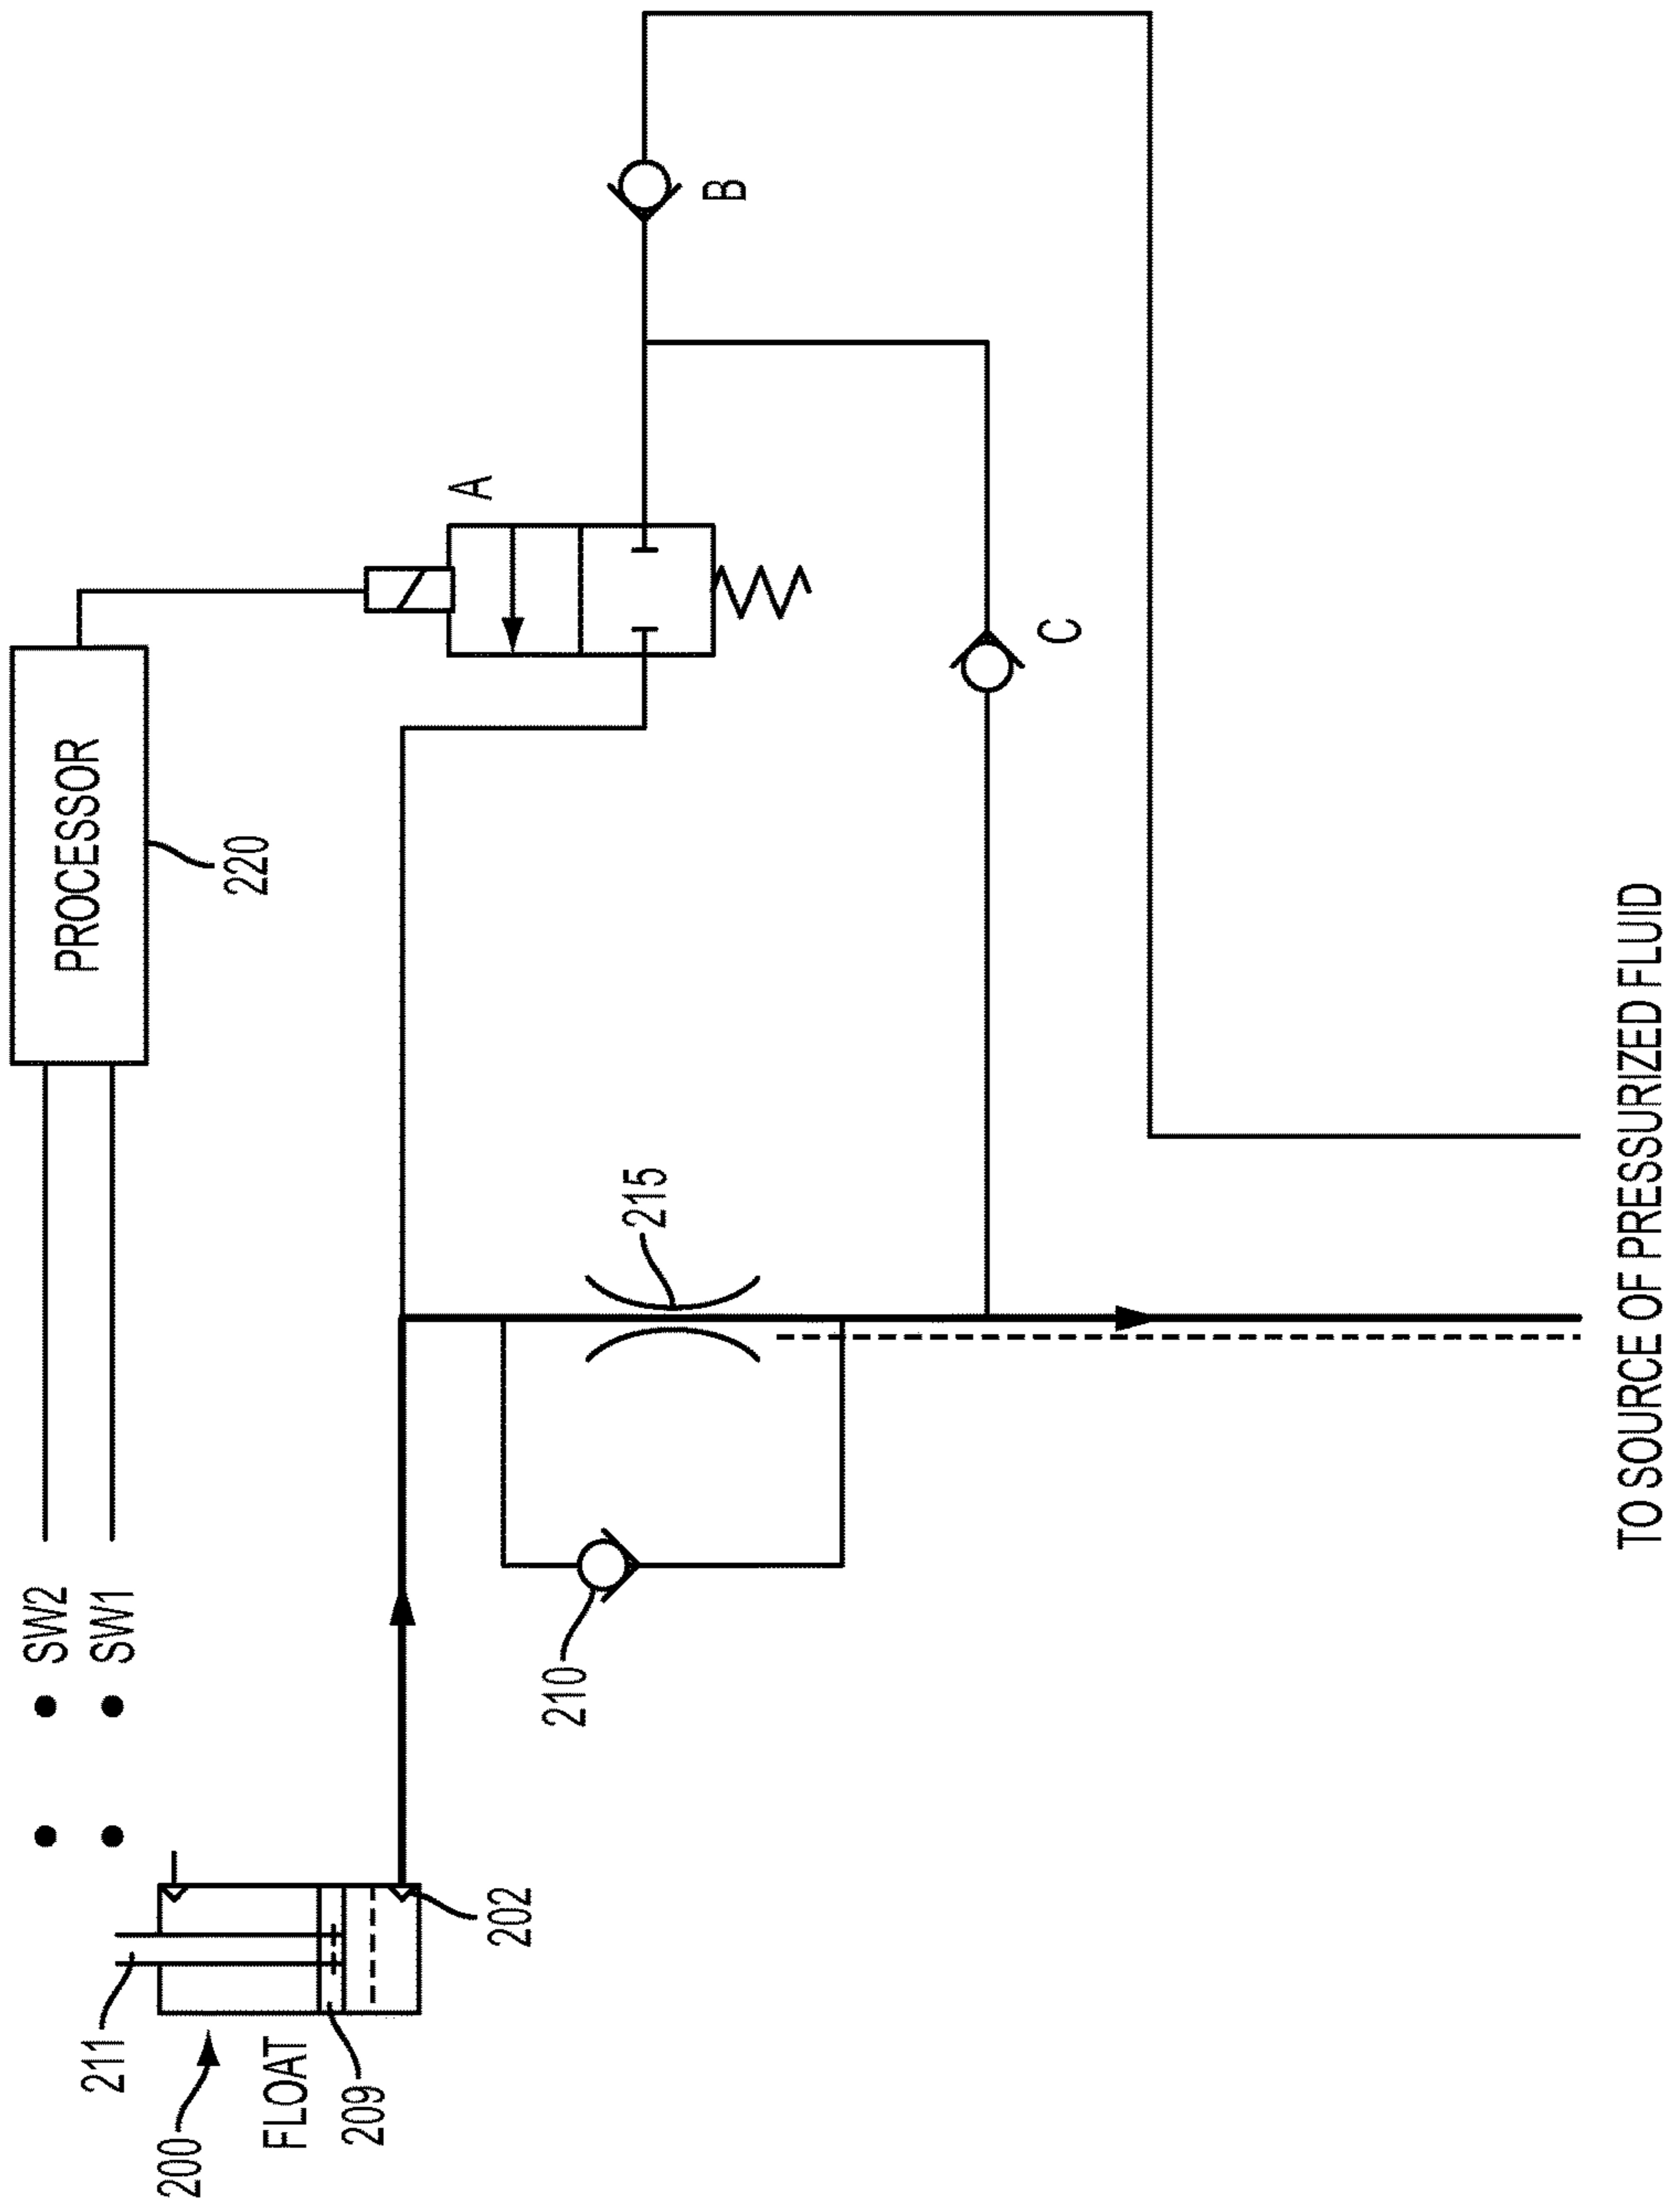 SW2
SW1
PROCESSOR
220
211
200
FLOAT
209
202
210
215
A
B
C
TO SOURCE OF PRESSURIZED FLUID